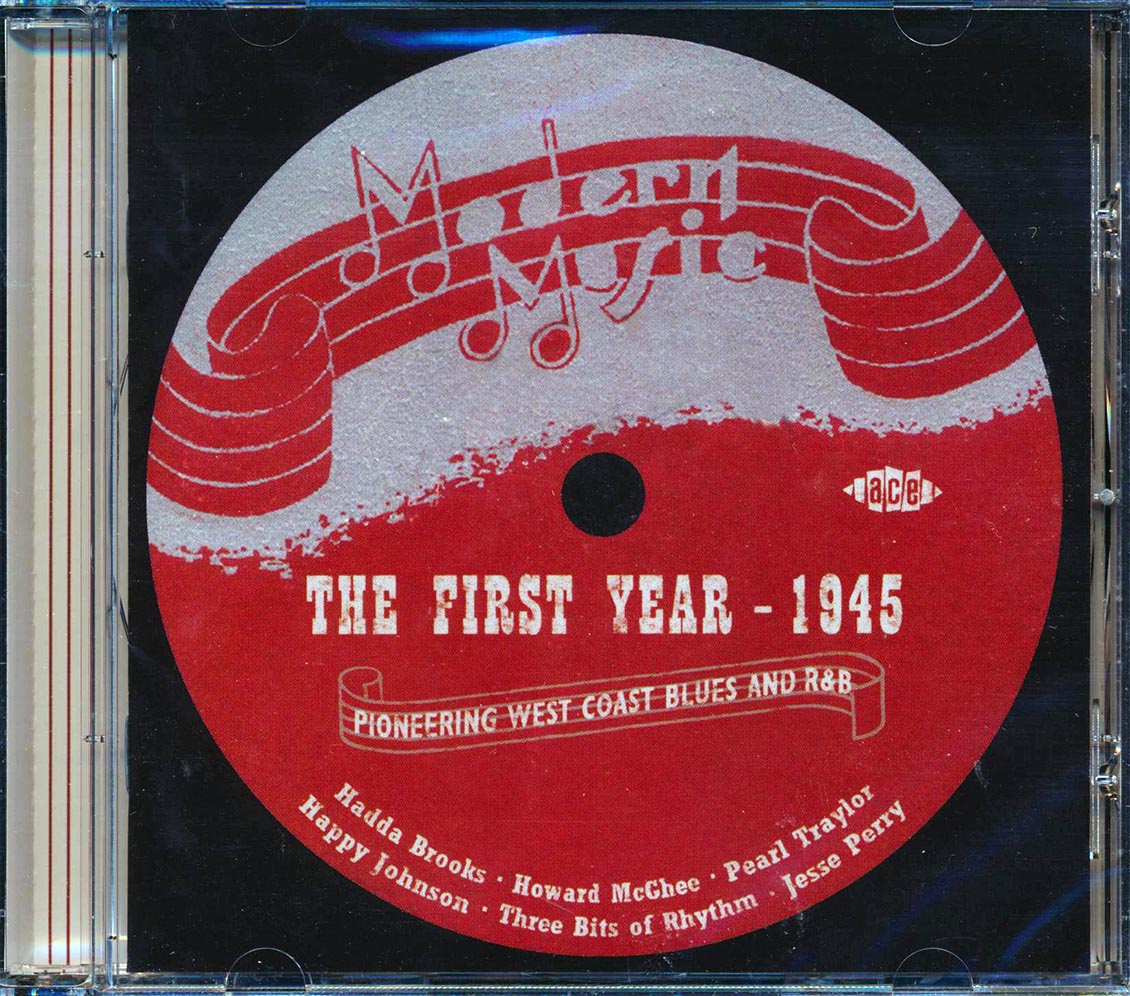 Modern
Music
ace
THE FIRST YEAR - 1945
PIONEERING WEST COAST BLUES AND R&B
Hadda Brooks · Howard McGhee · Pearl Traylor
Happy Johnson · Three Bits of Rhythm · Jesse Perry